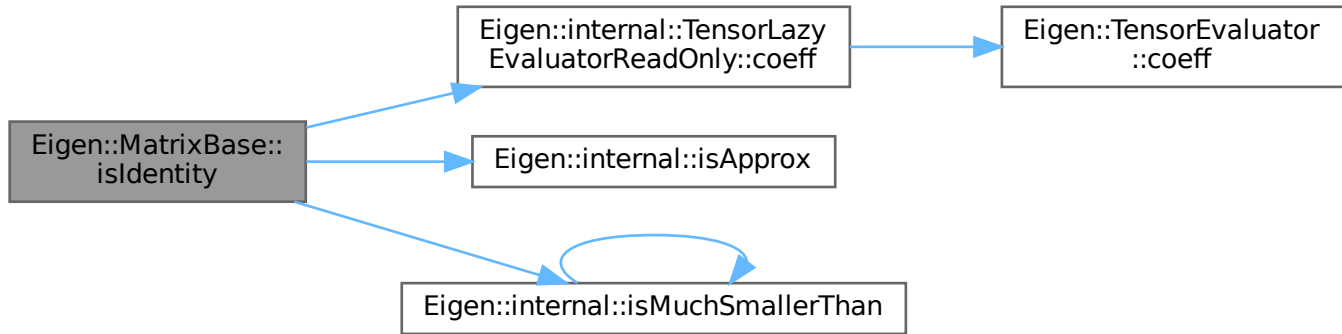 Eigen::MatrixBase::
isIdentity
Eigen::internal::TensorLazy
EvaluatorReadOnly::coeff
Eigen::TensorEvaluator
::coeff
Eigen::internal::isApprox
Eigen::internal::isMuchSmallerThan